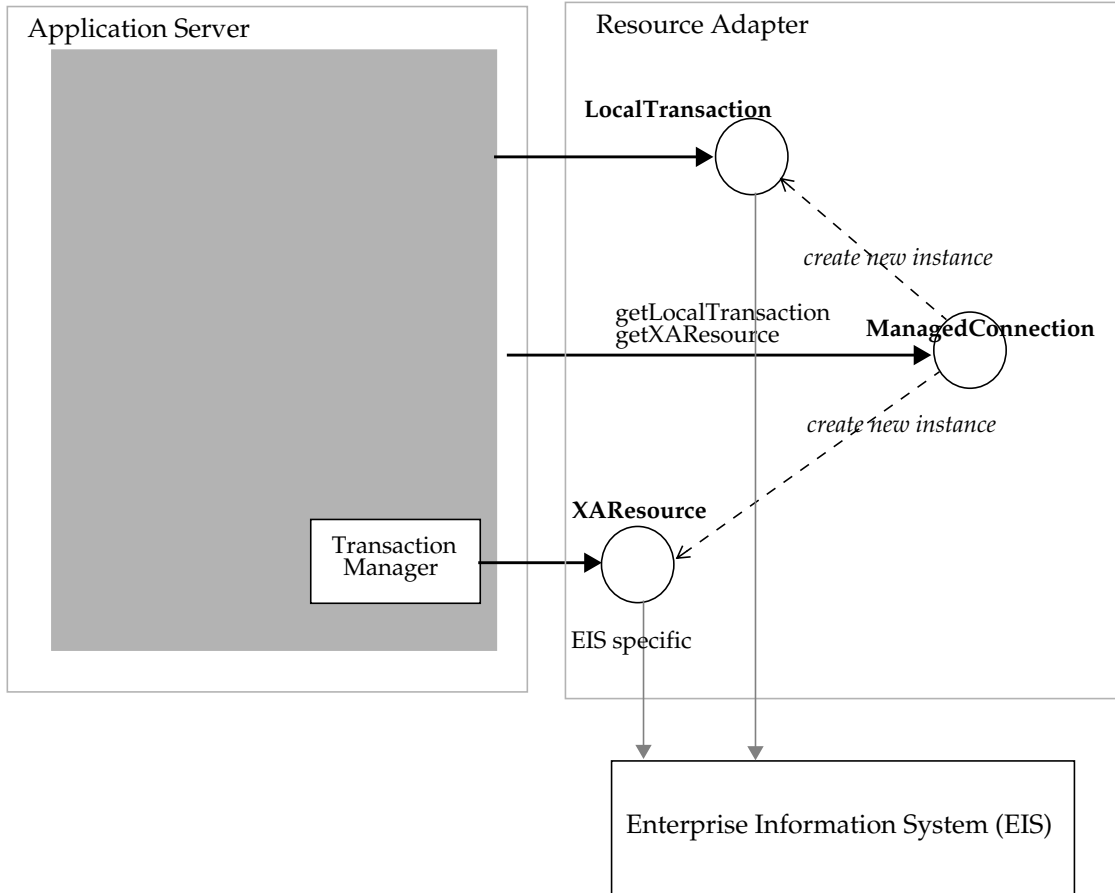 Application Server
Resource Adapter
LocalTransaction
create new instance
getLocalTransaction
getXAResource
ManagedConnection
create new instance
XAResource
Transaction
Manager
EIS specific
Enterprise Information System (EIS)